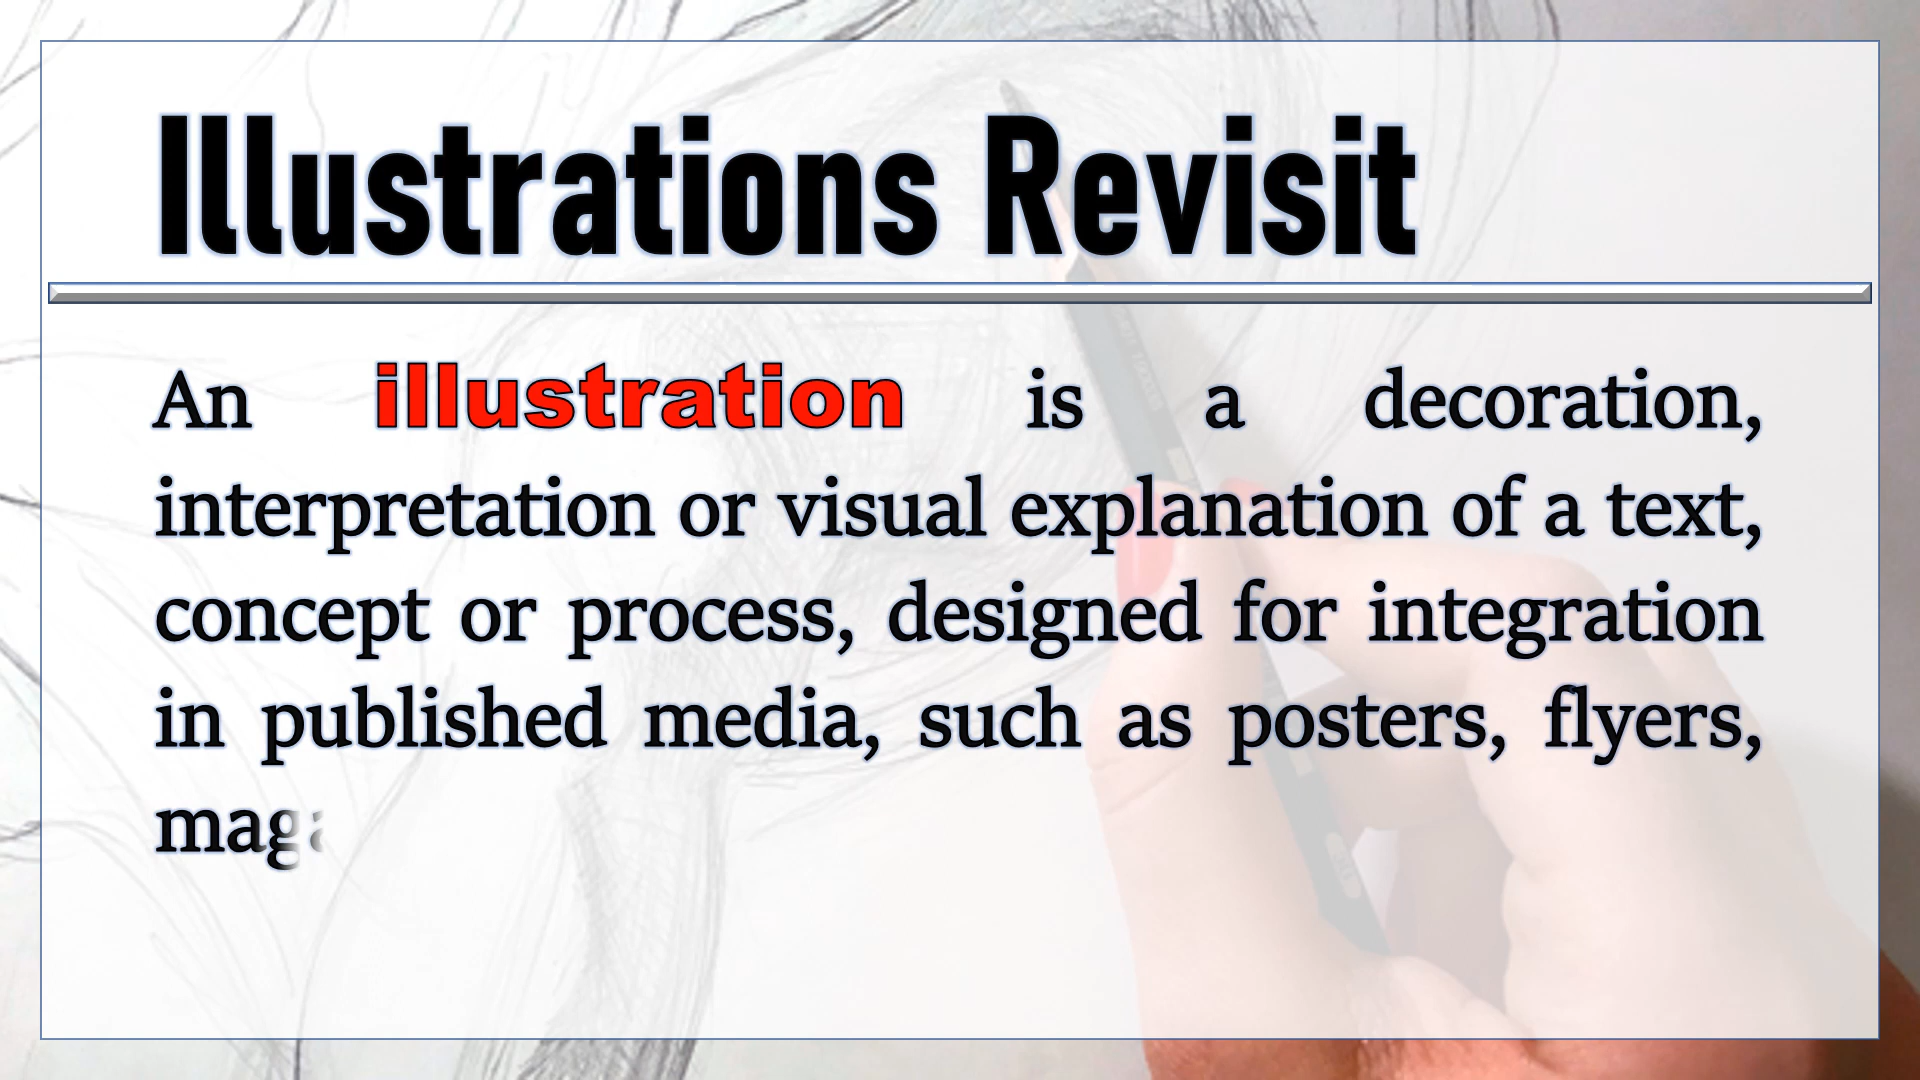 Illustrations Revisit
An illustration is a decoration,
interpretation or visual explanation of a text,
concept or process, designed for integration
in published media, such as posters, flyers,